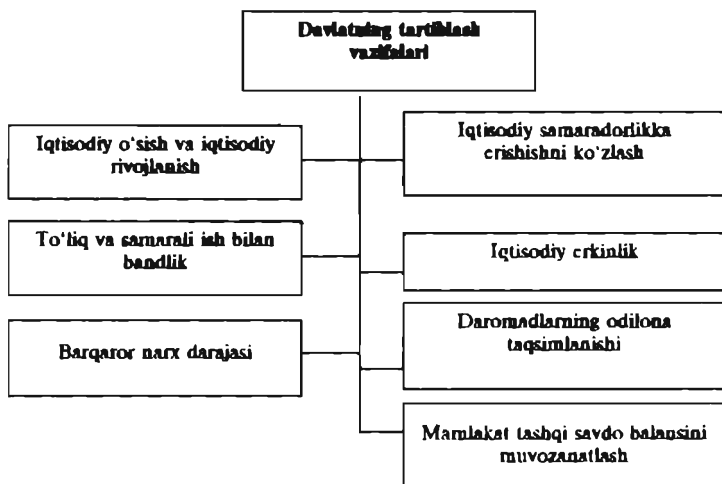 Davlatning tartiblash
vazifalari
Iqtisodiy o‘sish va iqtisodiy
rivojlanish
To‘liq va samarali ish bilan
bandlik
Barqaror narx darajasi
Iqtisodiy samaradorlikka
erishishni ko‘zlash
Iqtisodiy erkinlik
Daromadlarning odilona
taqsimlanishi
Mamlakat tashqi savdo balansini
muvozanatlash